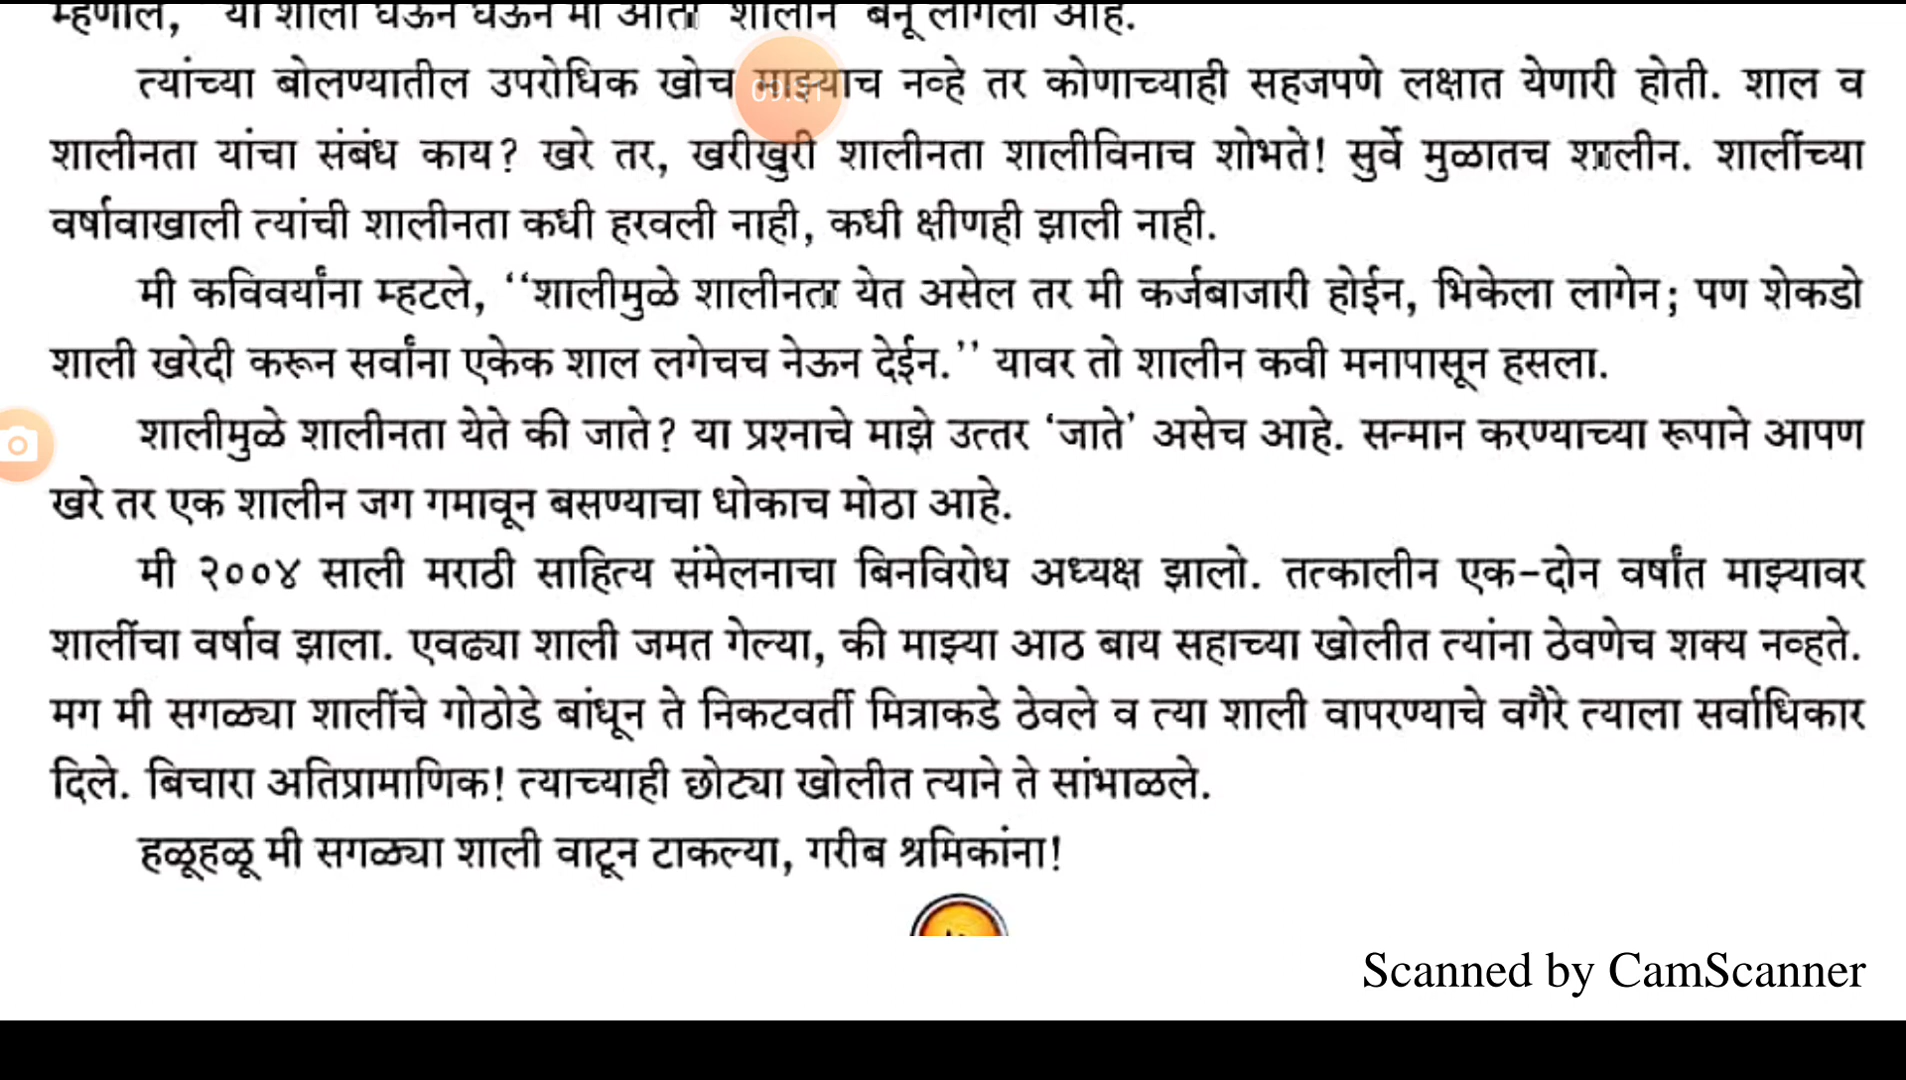 म्हणाले, "या शाली घेऊन घेऊन मी आता 'शालीन' बनू लागलो आहे.
त्यांच्या बोलण्यातील उपरोधिक खोच माझ्याच नव्हे तर कोणाच्याही सहजपणे लक्षात येणारी होती. शाल व
शालीनता यांचा संबंध काय? खरे तर, खरीखुरी शालीनता शालीविनाच शोभते! सुर्वे मुळातच शालीन. शालींच्या
वर्षावाखाली त्यांची शालीनता कधी हरवली नाही, कधी क्षीणही झाली नाही.
मी कविवर्यांना म्हटले, ‘‘शालीमुळे शालीनता येत असेल तर मी कर्जबाजारी होईन, भिकेला लागेन; पण शेकडो
शाली खरेदी करून सर्वांना एकेक शाल लगेचच नेऊन देईन.’’ यावर तो शालीन कवी मनापासून हसला.
शालीमुळे शालीनता येते की जाते? या प्रश्नाचे माझे उत्तर ‘जाते’ असेच आहे. सन्मान करण्याच्या रूपाने आपण
खरे तर एक शालीन जग गमावून बसण्याचा धोकाच मोठा आहे.
मी २००४ साली मराठी साहित्य संमेलनाचा बिनविरोध अध्यक्ष झालो. तत्कालीन एक-दोन वर्षांत माझ्यावर
शालींचा वर्षाव झाला. एवढ्या शाली जमत गेल्या, की माझ्या आठ बाय सहाच्या खोलीत त्यांना ठेवणेच शक्य नव्हते.
मग मी सगळ्या शालींचे गोठोडे बांधून ते निकटवर्ती मित्राकडे ठेवले व त्या शाली वापरण्याचे वगैरे त्याला सर्वाधिकार
दिले. बिचारा अतिप्रामाणिक! त्याच्याही छोट्या खोलीत त्याने ते सांभाळले.
हळूहळू मी सगळ्या शाली वाटून टाकल्या, गरीब श्रमिकांना!
Scanned by CamScanner